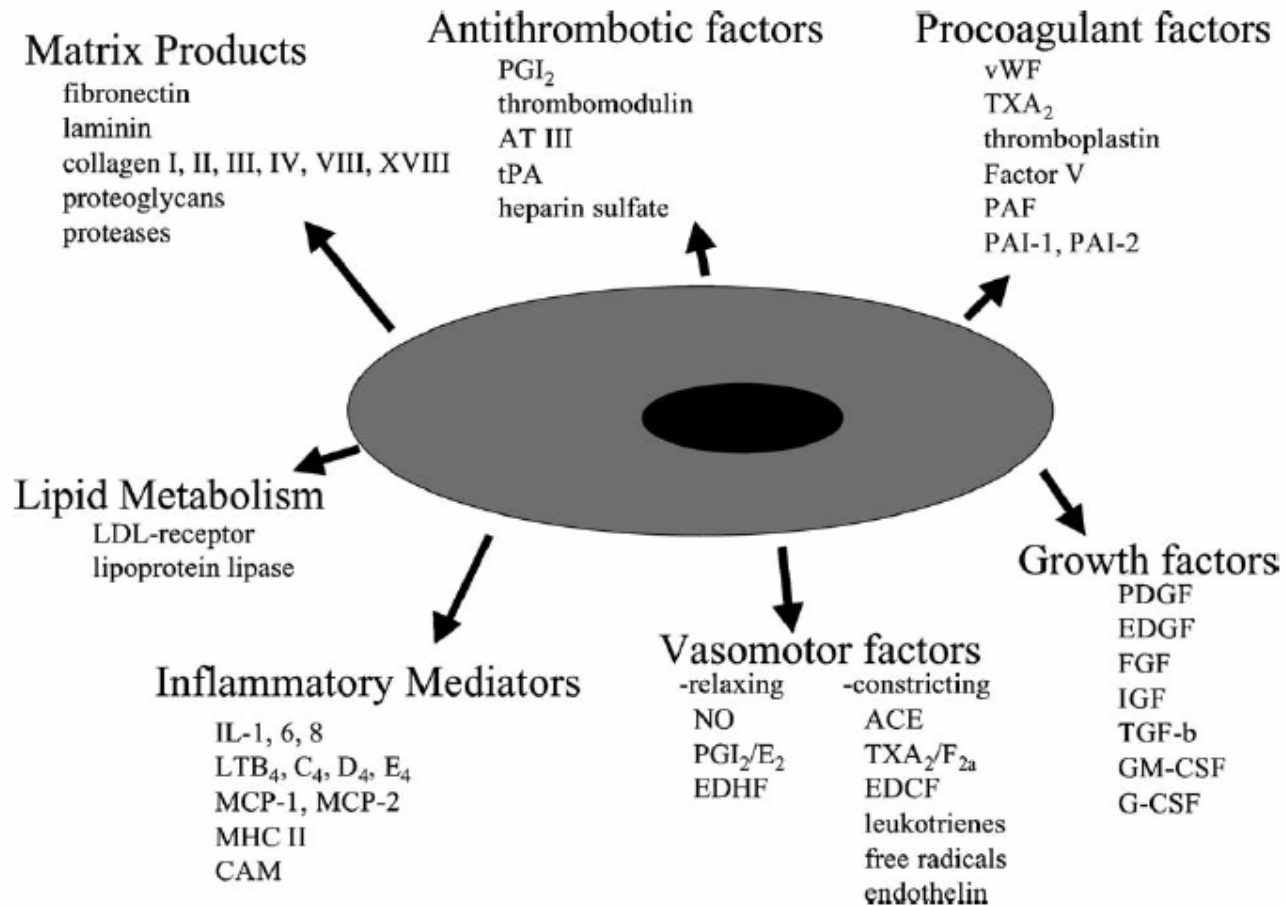 Matrix Products
fibronectin
laminin
collagen I, II, III, IV, VIII, XVIII
proteoglycans
proteases
Antithrombotic factors
PGI₂
thrombomodulin
AT III
tPA
heparin sulfate
Procoagulant factors
vWF
TXA₂
thromboplastin
Factor V
PAF
PAI-1, PAI-2
Lipid Metabolism
LDL-receptor
lipoprotein lipase
Inflammatory Mediators
IL-1, 6, 8
LTB₄, C₄, D₄, E₄
MCP-1, MCP-2
MHC II
CAM
Vasomotor factors
-relaxing
NO
PGI₂/E₂
EDHF
-constricting
ACE
TXA₂/F₂ₐ
EDCF
leukotrienes
free radicals
endothelin
Growth factors
PDGF
EDGF
FGF
IGF
TGF-b
GM-CSF
G-CSF